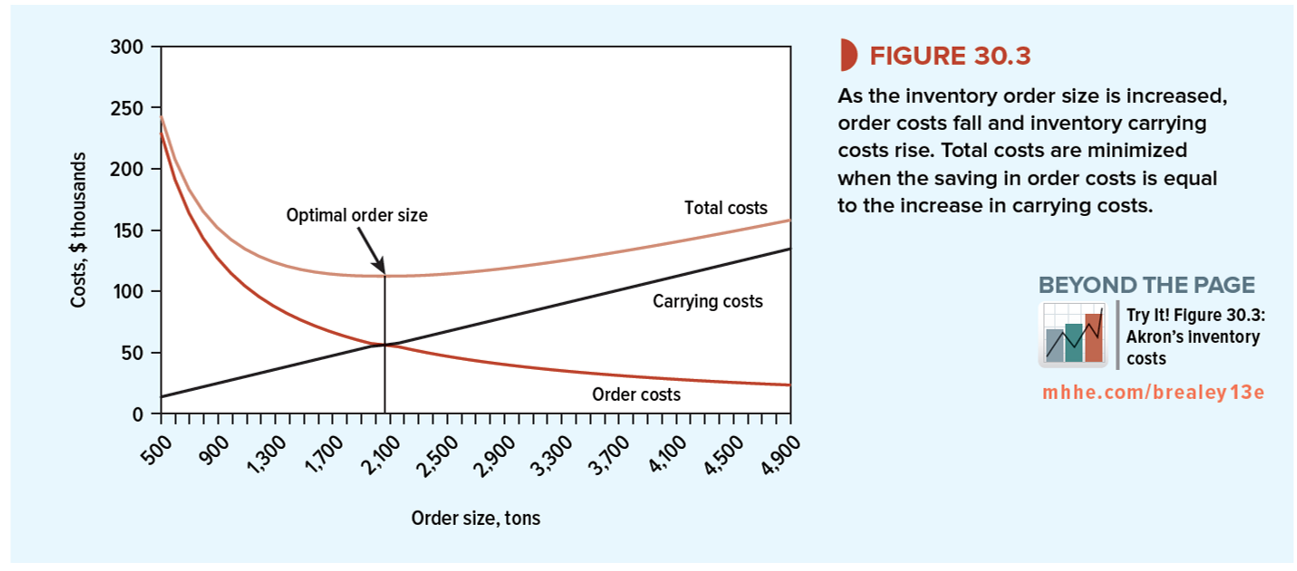 300
250
200
150
100
50
0
Costs, $ thousands
Optimal order size
Total costs
Carrying costs
Order costs
500
900
1,300
1,700
2,100
2,500
2,900
3,300
3,700
4,100
4,500
4,900
Order size, tons
FIGURE 30.3
As the inventory order size is increased,
order costs fall and inventory carrying
costs rise. Total costs are minimized
when the saving in order costs is equal
to the increase in carrying costs.
BEYOND THE PAGE
Try It! Figure 30.3:
Akron’s inventory
costs
mhhe.com/brealey13e